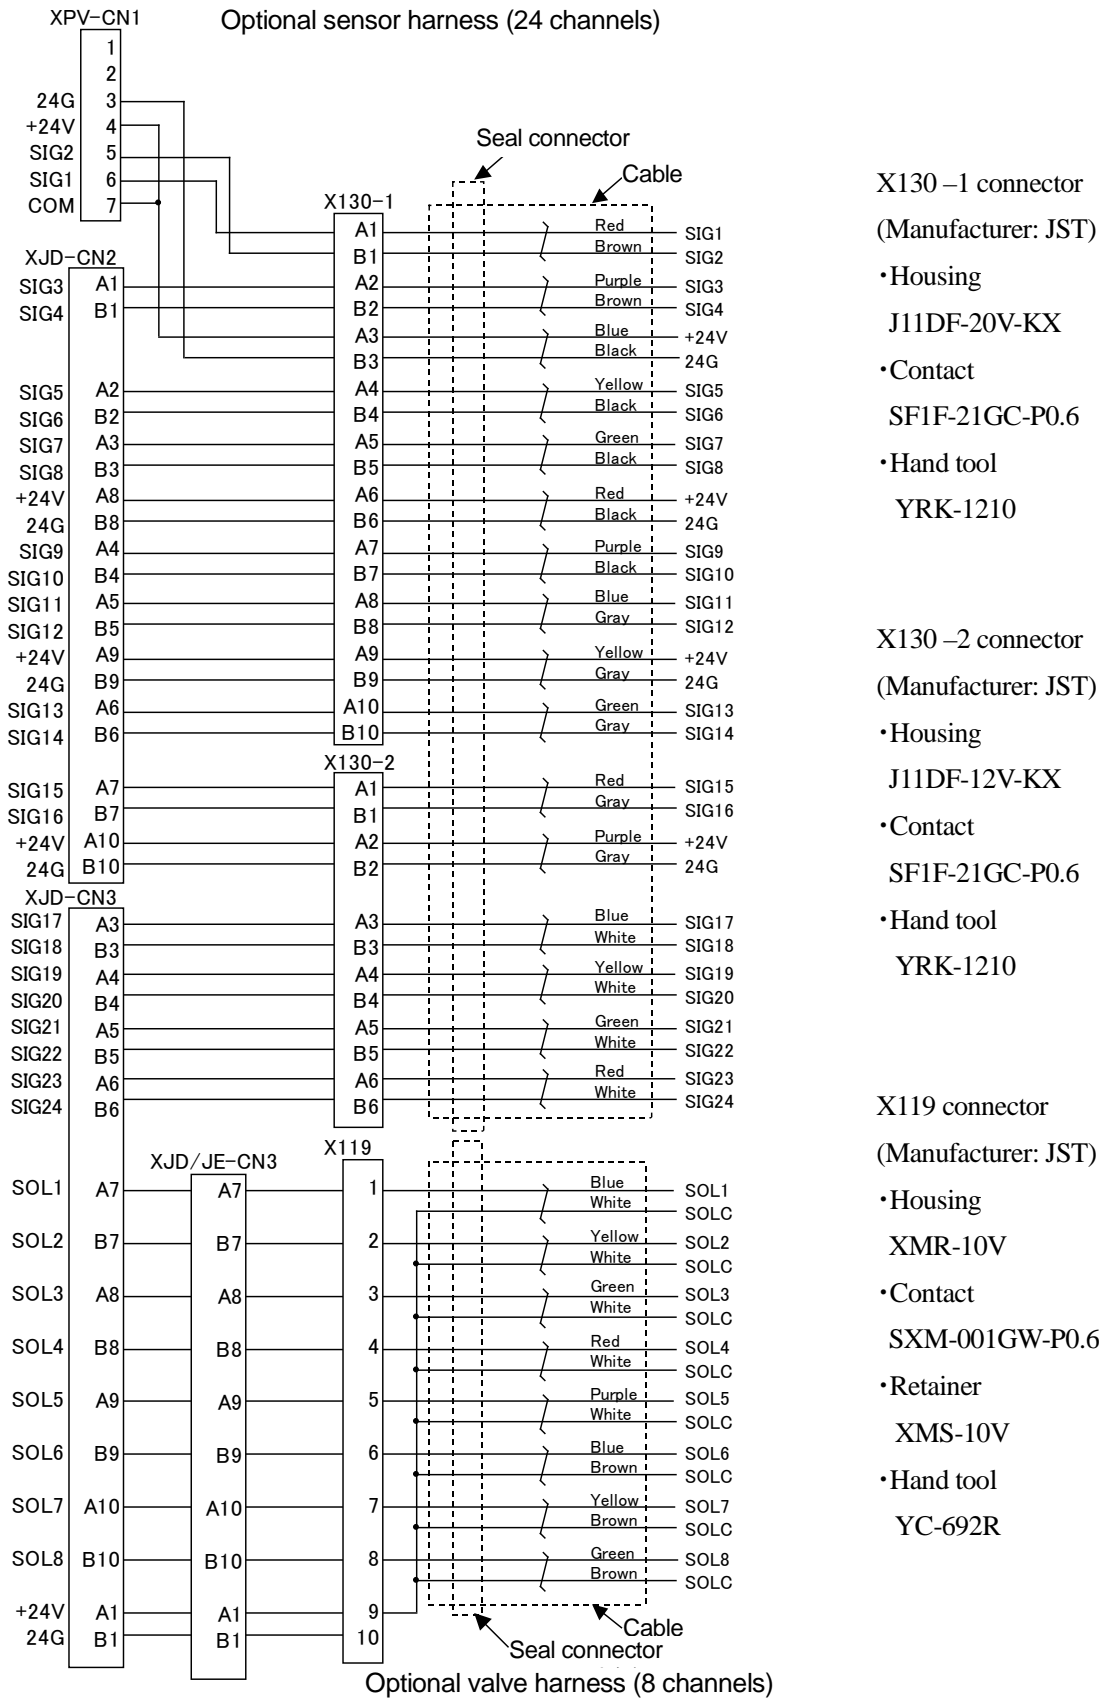 XPV-CN1 Optional sensor harness (24 channels)
1
2
24G 3
+24V 4
SIG2 5
SIG1 6
COM 7
Seal connector
Cable
X130-1
XJD-CN2
A1 Red SIG1
B1 Brown SIG2
SIG3 A1 A2 Purple SIG3
SIG4 B1 B2 Brown SIG4
A3 Blue +24V
B3 Black 24G
SIG5 A2 A4 Yellow SIG5
SIG6 B2 B4 Black SIG6
SIG7 A3 A5 Green SIG7
SIG8 B3 B5 Black SIG8
+24V A8 A6 Red +24V
24G B8 B6 Black 24G
SIG9 A4 A7 Purple SIG9
SIG10 B4 B7 Black SIG10
SIG11 A5 A8 Blue SIG11
SIG12 B5 B8 Gray SIG12
+24V A9 A9 Yellow +24V
24G B9 B9 Gray 24G
SIG13 A6 A10 Green SIG13
SIG14 B6 B10 Gray SIG14
X130-2
SIG15 A7 A1 Red SIG15
SIG16 B7 B1 Gray SIG16
+24V A10 A2 Purple +24V
24G B10 B2 Gray 24G
XJD-CN3
SIG17 A3 A3 Blue SIG17
SIG18 B3 B3 White SIG18
SIG19 A4 A4 Yellow SIG19
SIG20 B4 B4 White SIG20
SIG21 A5 A5 Green SIG21
SIG22 B5 B5 White SIG22
SIG23 A6 A6 Red SIG23
SIG24 B6 B6 White SIG24
XJD/JE-CN3 X119
SOL1 A7 A7 1 Blue SOL1
White SOLC
SOL2 B7 B7 2 Yellow SOL2
White SOLC
SOL3 A8 A8 3 Green SOL3
White SOLC
SOL4 B8 B8 4 Red SOL4
White SOLC
SOL5 A9 A9 5 Purple SOL5
White SOLC
SOL6 B9 B9 6 Blue SOL6
Brown SOLC
SOL7 A10 A10 7 Yellow SOL7
Brown SOLC
SOL8 B10 B10 8 Green SOL8
Brown SOLC
+24V A1 A1 9
24G B1 B1 10
Cable
Seal connector
Optional valve harness (8 channels)
X130 –1 connector
(Manufacturer: JST)
・Housing
J11DF-20V-KX
・Contact
SF1F-21GC-P0.6
・Hand tool
YRK-1210
X130 –2 connector
(Manufacturer: JST)
・Housing
J11DF-12V-KX
・Contact
SF1F-21GC-P0.6
・Hand tool
YRK-1210
X119 connector
(Manufacturer: JST)
・Housing
XMR-10V
・Contact
SXM-001GW-P0.6
・Retainer
XMS-10V
・Hand tool
YC-692R